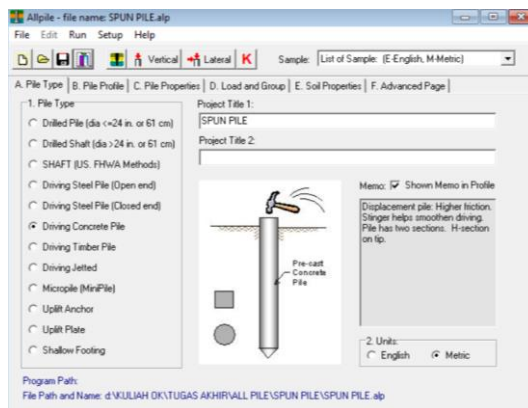 Allpile - file name: SPUN PILE.alp
File Edit Run Setup Help
Vertical Lateral K Sample: List of Sample: (E-English, M-Metric)
A. Pile Type B. Pile Profile C. Pile Properties D. Load and Group E. Soil Properties F. Advanced Page
1. Pile Type
Drilled Pile (dia <=24 in. or 61 cm)
Drilled Shaft (dia >24 in. or 61 cm)
SHAFT (US. FHWA Methods)
Driving Steel Pile (Open end)
Driving Steel Pile (Closed end)
Driving Concrete Pile
Driving Timber Pile
Driving Jetted
Micropile (MiniPile)
Uplift Anchor
Uplift Plate
Shallow Footing
Project Title 1:
SPUN PILE
Project Title 2:
Pre-cast
Concrete
Pile
Memo: Shown Memo in Profile
Displacement pile: Higher friction.
Stinger helps smoothen driving.
Pile has two sections. H-section
on tip.
2. Units:
English Metric
Program Path:
File Path and Name: d:\KULIAH OK\TUGAS AKHIR\ALL PILE\SPUN PILE\SPUN PILE.alp